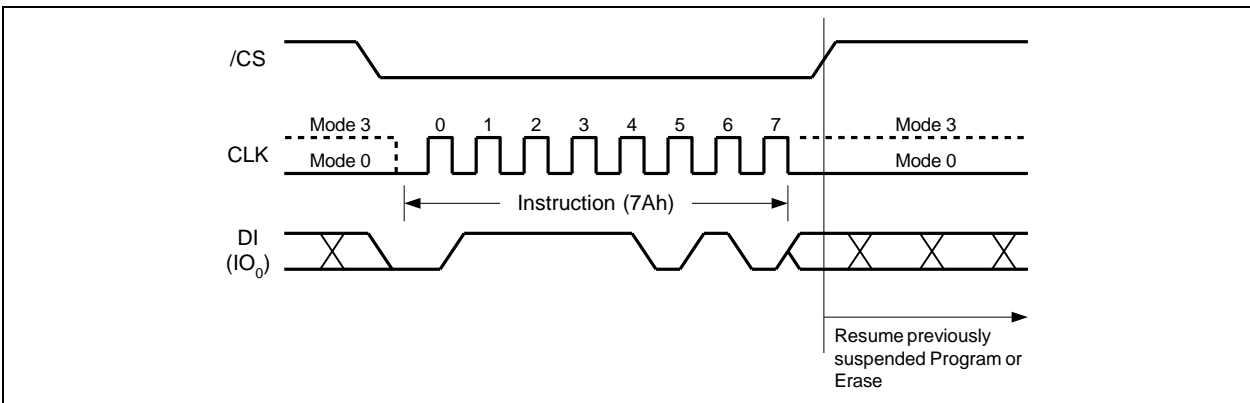 /CS
Mode 3 0 1 2 3 4 5 6 7 Mode 3
CLK
Mode 0 Mode 0
Instruction (7Ah)
DI
(IO0)
Resume previously
suspended Program or
Erase